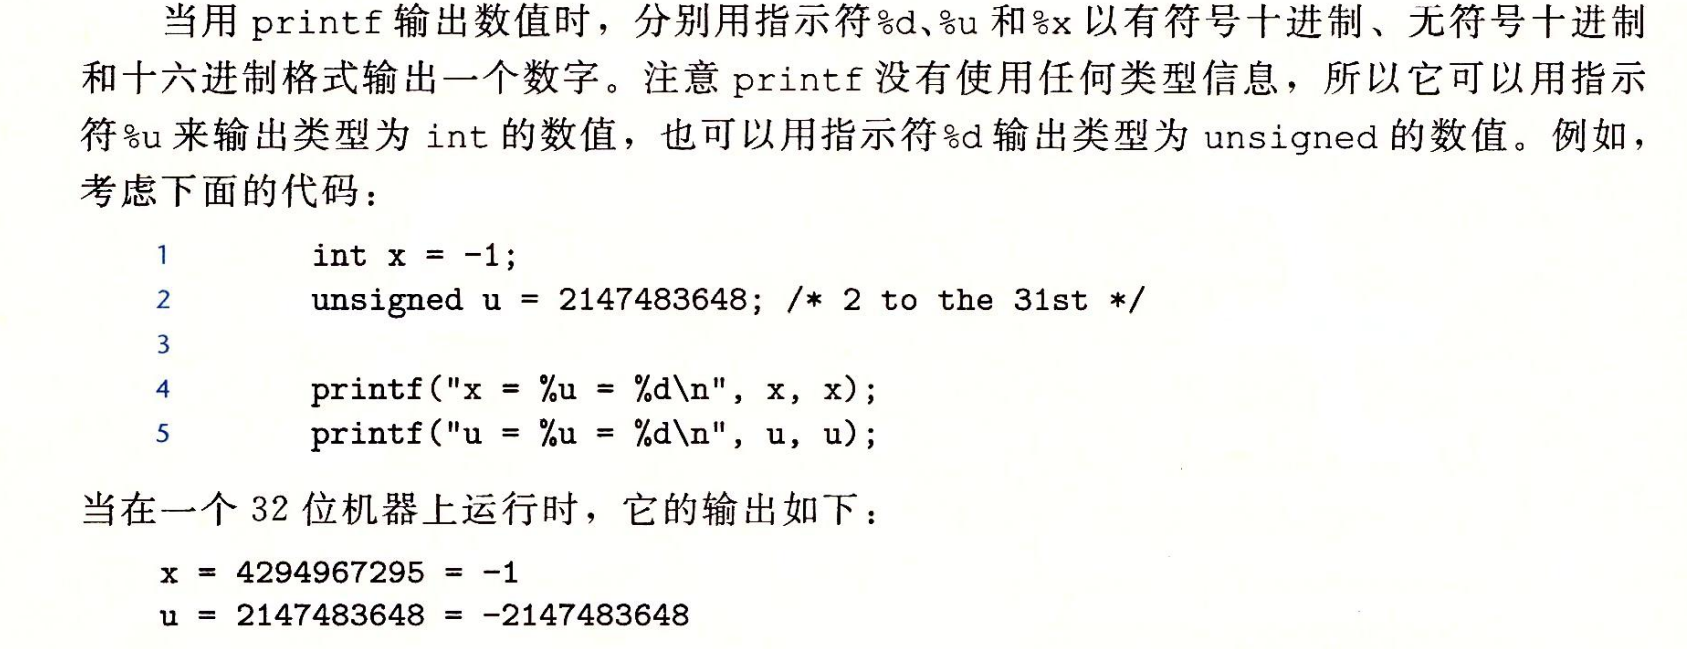 当用 printf 输出数值时，分别用指示符%d、%u 和%x 以有符号十进制、无符号十进制
和十六进制格式输出一个数字。注意 printf 没有使用任何类型信息，所以它可以用指示
符%u 来输出类型为 int 的数值，也可以用指示符%d 输出类型为 unsigned 的数值。例如，
考虑下面的代码：
1 int x = -1;
2 unsigned u = 2147483648; /* 2 to the 31st */
3
4 printf("x = %u = %d\n", x, x);
5 printf("u = %u = %d\n", u, u);
当在一个 32 位机器上运行时，它的输出如下：
x = 4294967295 = -1
u = 2147483648 = -2147483648